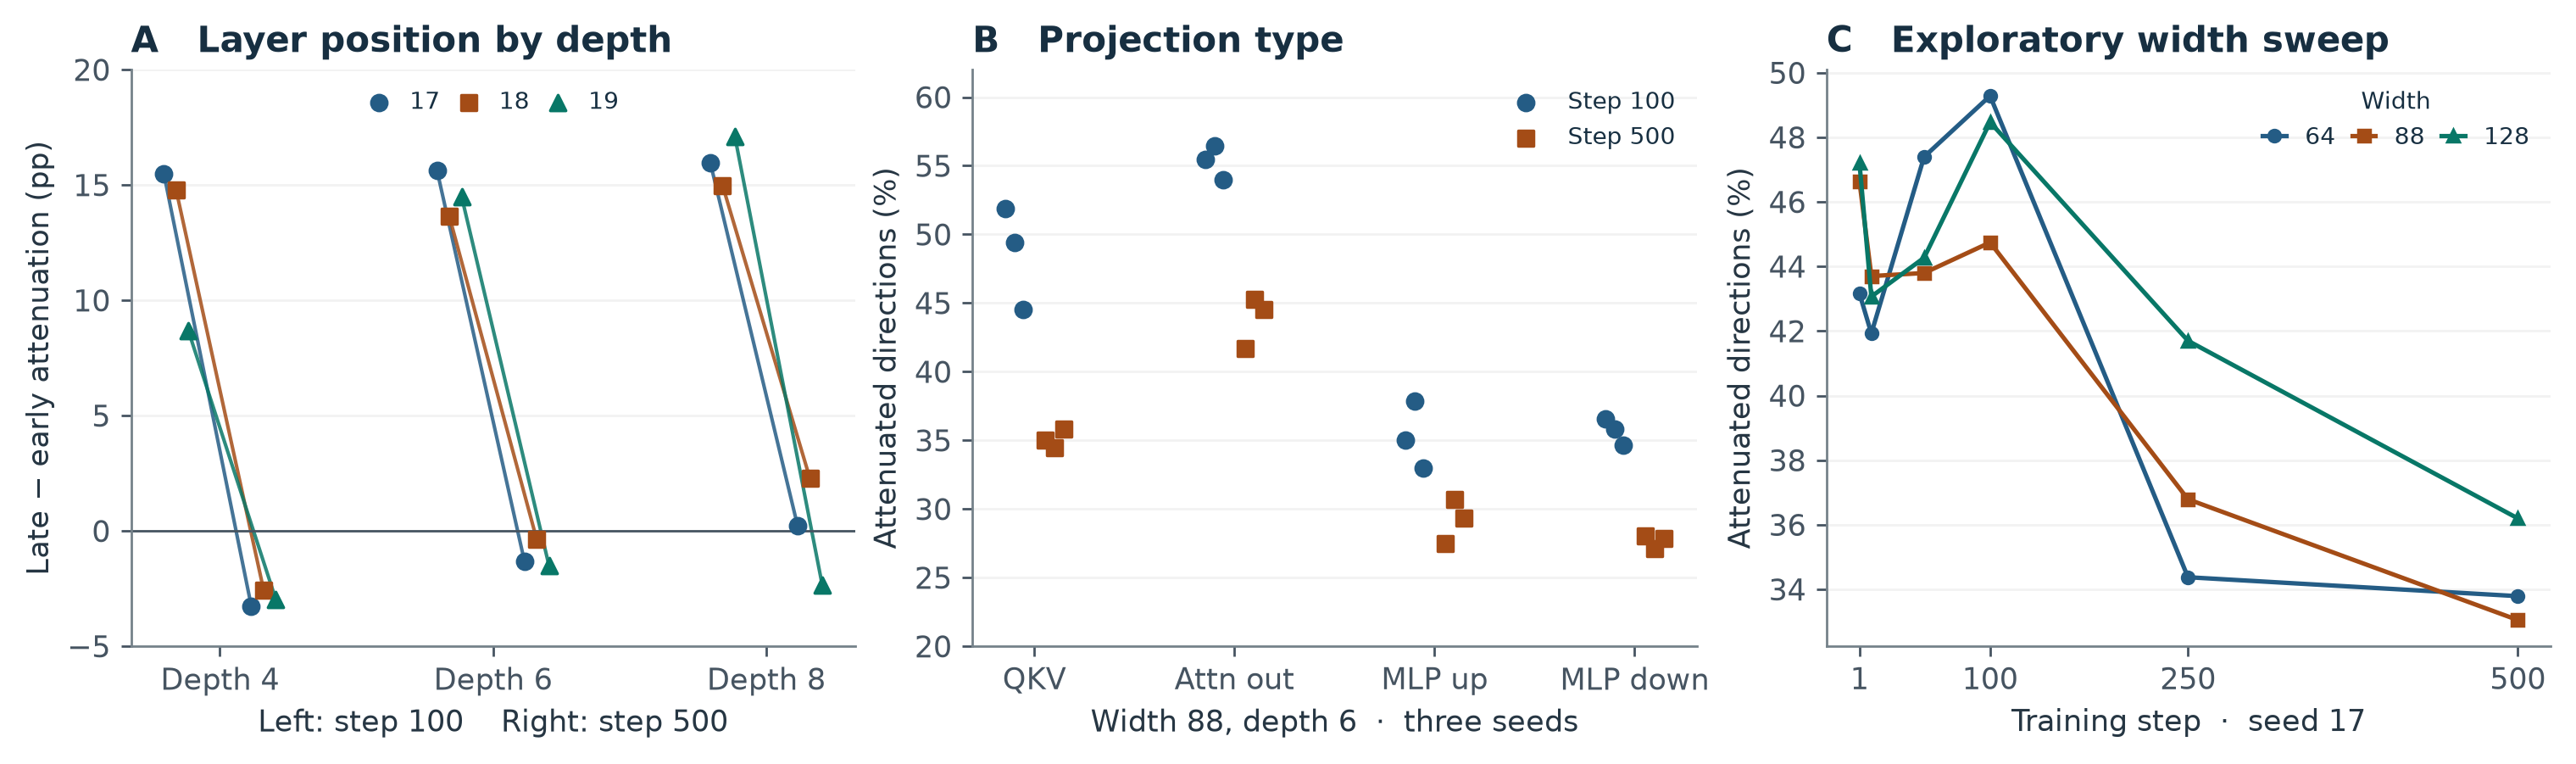 A Layer position by depth
Late − early attenuation (pp)
20
15
10
5
0
−5
17 18 19
Depth 4 Depth 6 Depth 8
Left: step 100 Right: step 500
B Projection type
Attenuated directions (%)
60
55
50
45
40
35
30
25
20
Step 100
Step 500
QKV Attn out MLP up MLP down
Width 88, depth 6 · three seeds
C Exploratory width sweep
Attenuated directions (%)
50
48
46
44
42
40
38
36
34
Width
64 88 128
1 100 250 500
Training step · seed 17